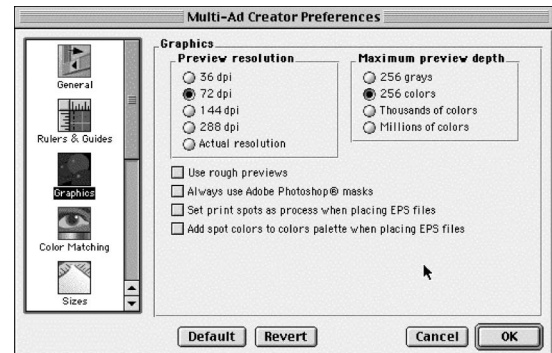 Multi-Ad Creator Preferences
General
Rulers & Guides
Graphics
Color Matching
Sizes
Graphics
Preview resolution
36 dpi
72 dpi
144 dpi
288 dpi
Actual resolution
Maximum preview depth
256 grays
256 colors
Thousands of colors
Millions of colors
Use rough previews
Always use Adobe Photoshop® masks
Set print spots as process when placing EPS files
Add spot colors to colors palette when placing EPS files
Default
Revert
Cancel
OK